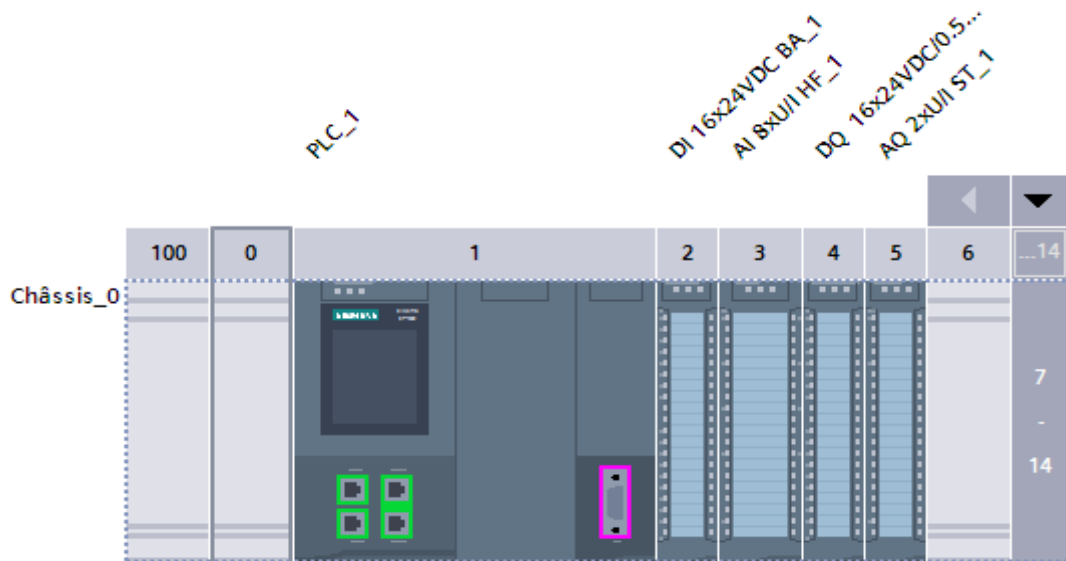 PLC_1
DI 16x24VDC BA_1
AI 8xU/I HF_1
DQ 16x24VDC/0.5...
AQ 2xU/I ST_1
100 0 1 2 3 4 5 6 ...14
Châssis_0
SIEMENS
7
-
14